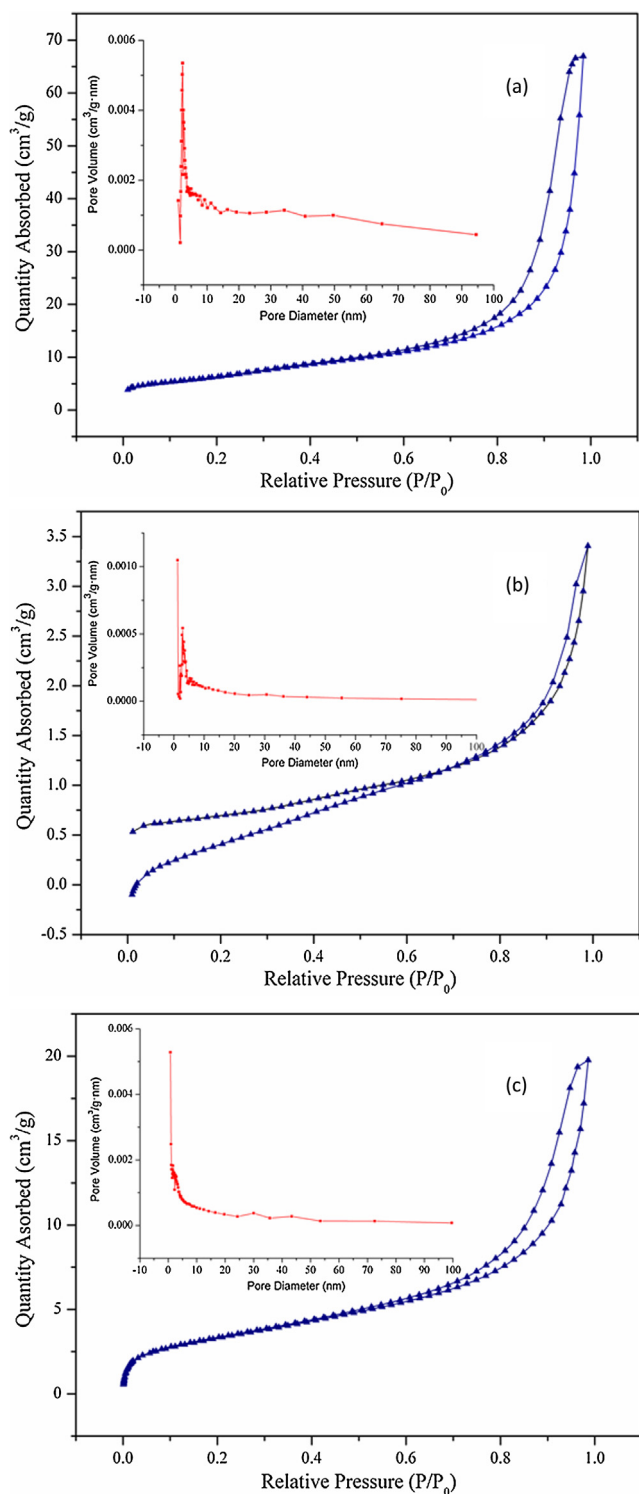 (a)
Quantity Absorbed (cm³/g)
70
60
50
40
30
20
10
0
0.0 0.2 0.4 0.6 0.8 1.0
Relative Pressure (P/P₀)
Pore Volume (cm³/g·nm)
0.006
0.004
0.002
0.000
-10 0 10 20 30 40 50 60 70 80 90 100
Pore Diameter (nm)
(b)
Quantity Absorbed (cm³/g)
3.5
3.0
2.5
2.0
1.5
1.0
0.5
0.0
-0.5
0.0 0.2 0.4 0.6 0.8 1.0
Relative Pressure (P/P₀)
Pore Volume (cm³/g·nm)
0.0010
0.0005
0.0000
-10 0 10 20 30 40 50 60 70 80 90 100
Pore Diameter (nm)
(c)
Quantity Asorbed (cm³/g)
20
15
10
5
0
0.0 0.2 0.4 0.6 0.8 1.0
Relative Pressure (P/P₀)
Pore Volume (cm³/g·nm)
0.006
0.004
0.002
0.000
-10 0 10 20 30 40 50 60 70 80 90 100
Pore Diameter (nm)